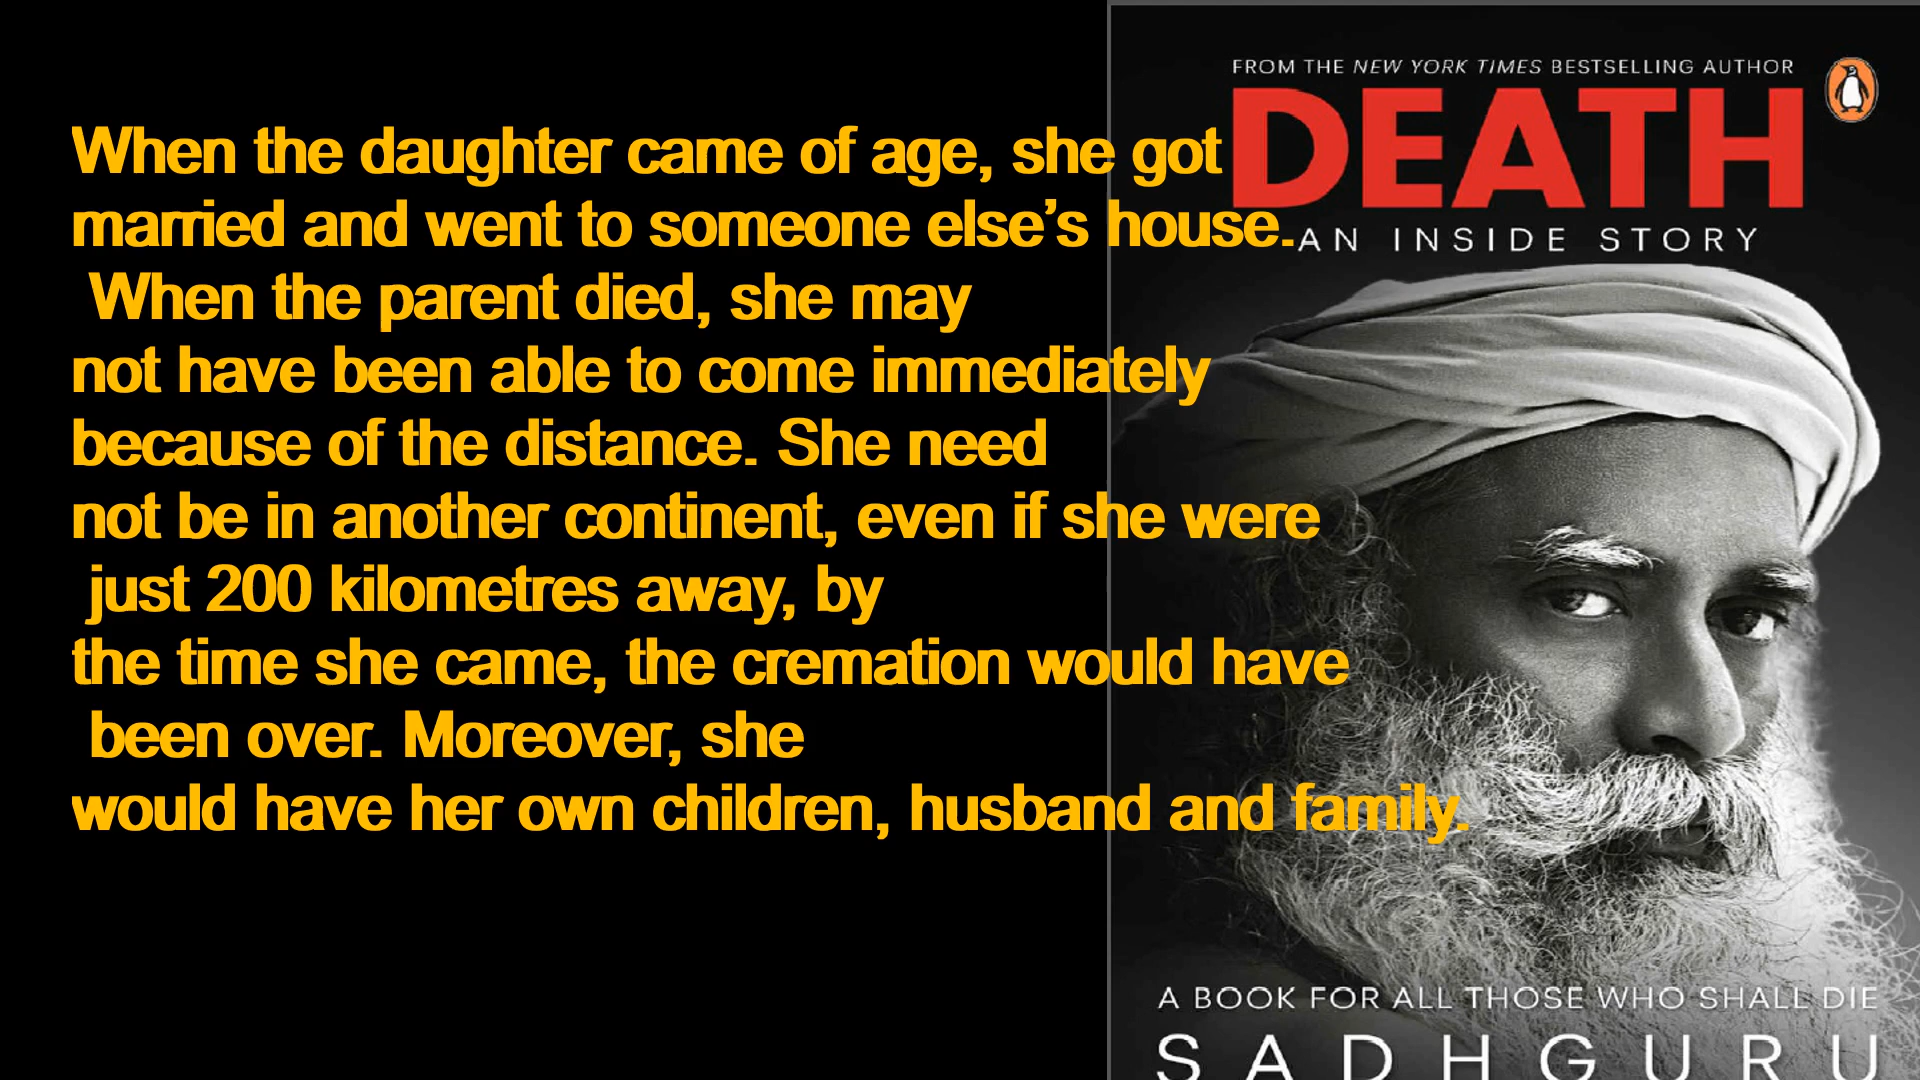 When the daughter came of age, she got
married and went to someone else’s house.
When the parent died, she may
not have been able to come immediately
because of the distance. She need
not be in another continent, even if she were
just 200 kilometres away, by
the time she came, the cremation would have
been over. Moreover, she
would have her own children, husband and family.
FROM THE NEW YORK TIMES BESTSELLING AUTHOR
DEATH
AN INSIDE STORY
A BOOK FOR ALL THOSE WHO SHALL DIE
SADHGURU